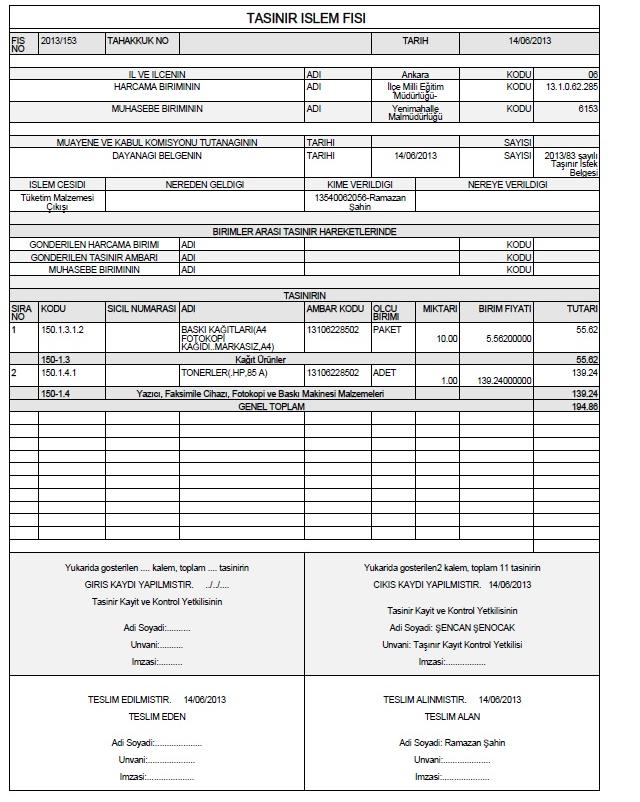 TASINIR ISLEM FISI
FIS NO 2013/153 TAHAKKUK NO TARIH 14/06/2013
IL VE ILCENIN ADI Ankara KODU 06
HARCAMA BIRIMININ ADI İlçe Milli Eğitim Müdürlüğü- KODU 13.1.0.62.285
MUHASEBE BIRIMININ ADI Yenimahalle Malmüdürlüğü KODU 6153
MUAYENE VE KABUL KOMISYONU TUTANAGININ TARIHI SAYISI
DAYANAGI BELGENIN TARIHI 14/06/2013 SAYISI 2013/83 sayılı Taşınır İstek Belgesi
ISLEM CESIDI NEREDEN GELDIGI KIME VERILDIGI NEREYE VERILDIGI
Tüketim Malzemesi Çıkışı 13540062056-Ramazan Şahin
BIRIMLER ARASI TASINIR HAREKETLERINDE
GONDERILEN HARCAMA BIRIMI ADI KODU
GONDERILEN TASINIR AMBARI ADI KODU
MUHASEBE BIRIMININ ADI KODU
TASINIRIN
SIRA NO KODU SICIL NUMARASI ADI AMBAR KODU OLCU BIRIMI MIKTARI BIRIM FIYATI TUTARI
1 150.1.3.1.2 BASKI KAĞITLARI(A4 FOTOKOPİ KAĞIDI..MARKASIZ,A4) 13106228502 PAKET 10.00 5.56200000 55.62
150-1.3 Kağıt Ürünler 55.62
2 150.1.4.1 TONERLER(.HP,85 A) 13106228502 ADET 1.00 139.24000000 139.24
150-1.4 Yazıcı, Faksimile Cihazı, Fotokopi ve Baskı Makinesi Malzemeleri 139.24
GENEL TOPLAM 194.86
Yukarida gosterilen .... kalem, toplam .... tasinirin
GIRIS KAYDI YAPILMISTIR. ../../....
Tasinir Kayit ve Kontrol Yetkilisinin
Adi Soyadi:..........
Unvani:..........
Imzasi:..........
Yukarida gosterilen2 kalem, toplam 11 tasinirin
CIKIS KAYDI YAPILMISTIR. 14/06/2013
Tasinir Kayit ve Kontrol Yetkilisinin
Adi Soyadi: ŞENCAN ŞENOCAK
Unvani: Taşınır Kayıt Kontrol Yetkilisi
Imzasi:.................
TESLIM EDILMISTIR. 14/06/2013
TESLIM EDEN
Adi Soyadi:....................
Unvani:....................
Imzasi:....................
TESLIM ALINMISTIR. 14/06/2013
TESLIM ALAN
Adi Soyadi: Ramazan Şahin
Unvani:....................
Imzasi:....................